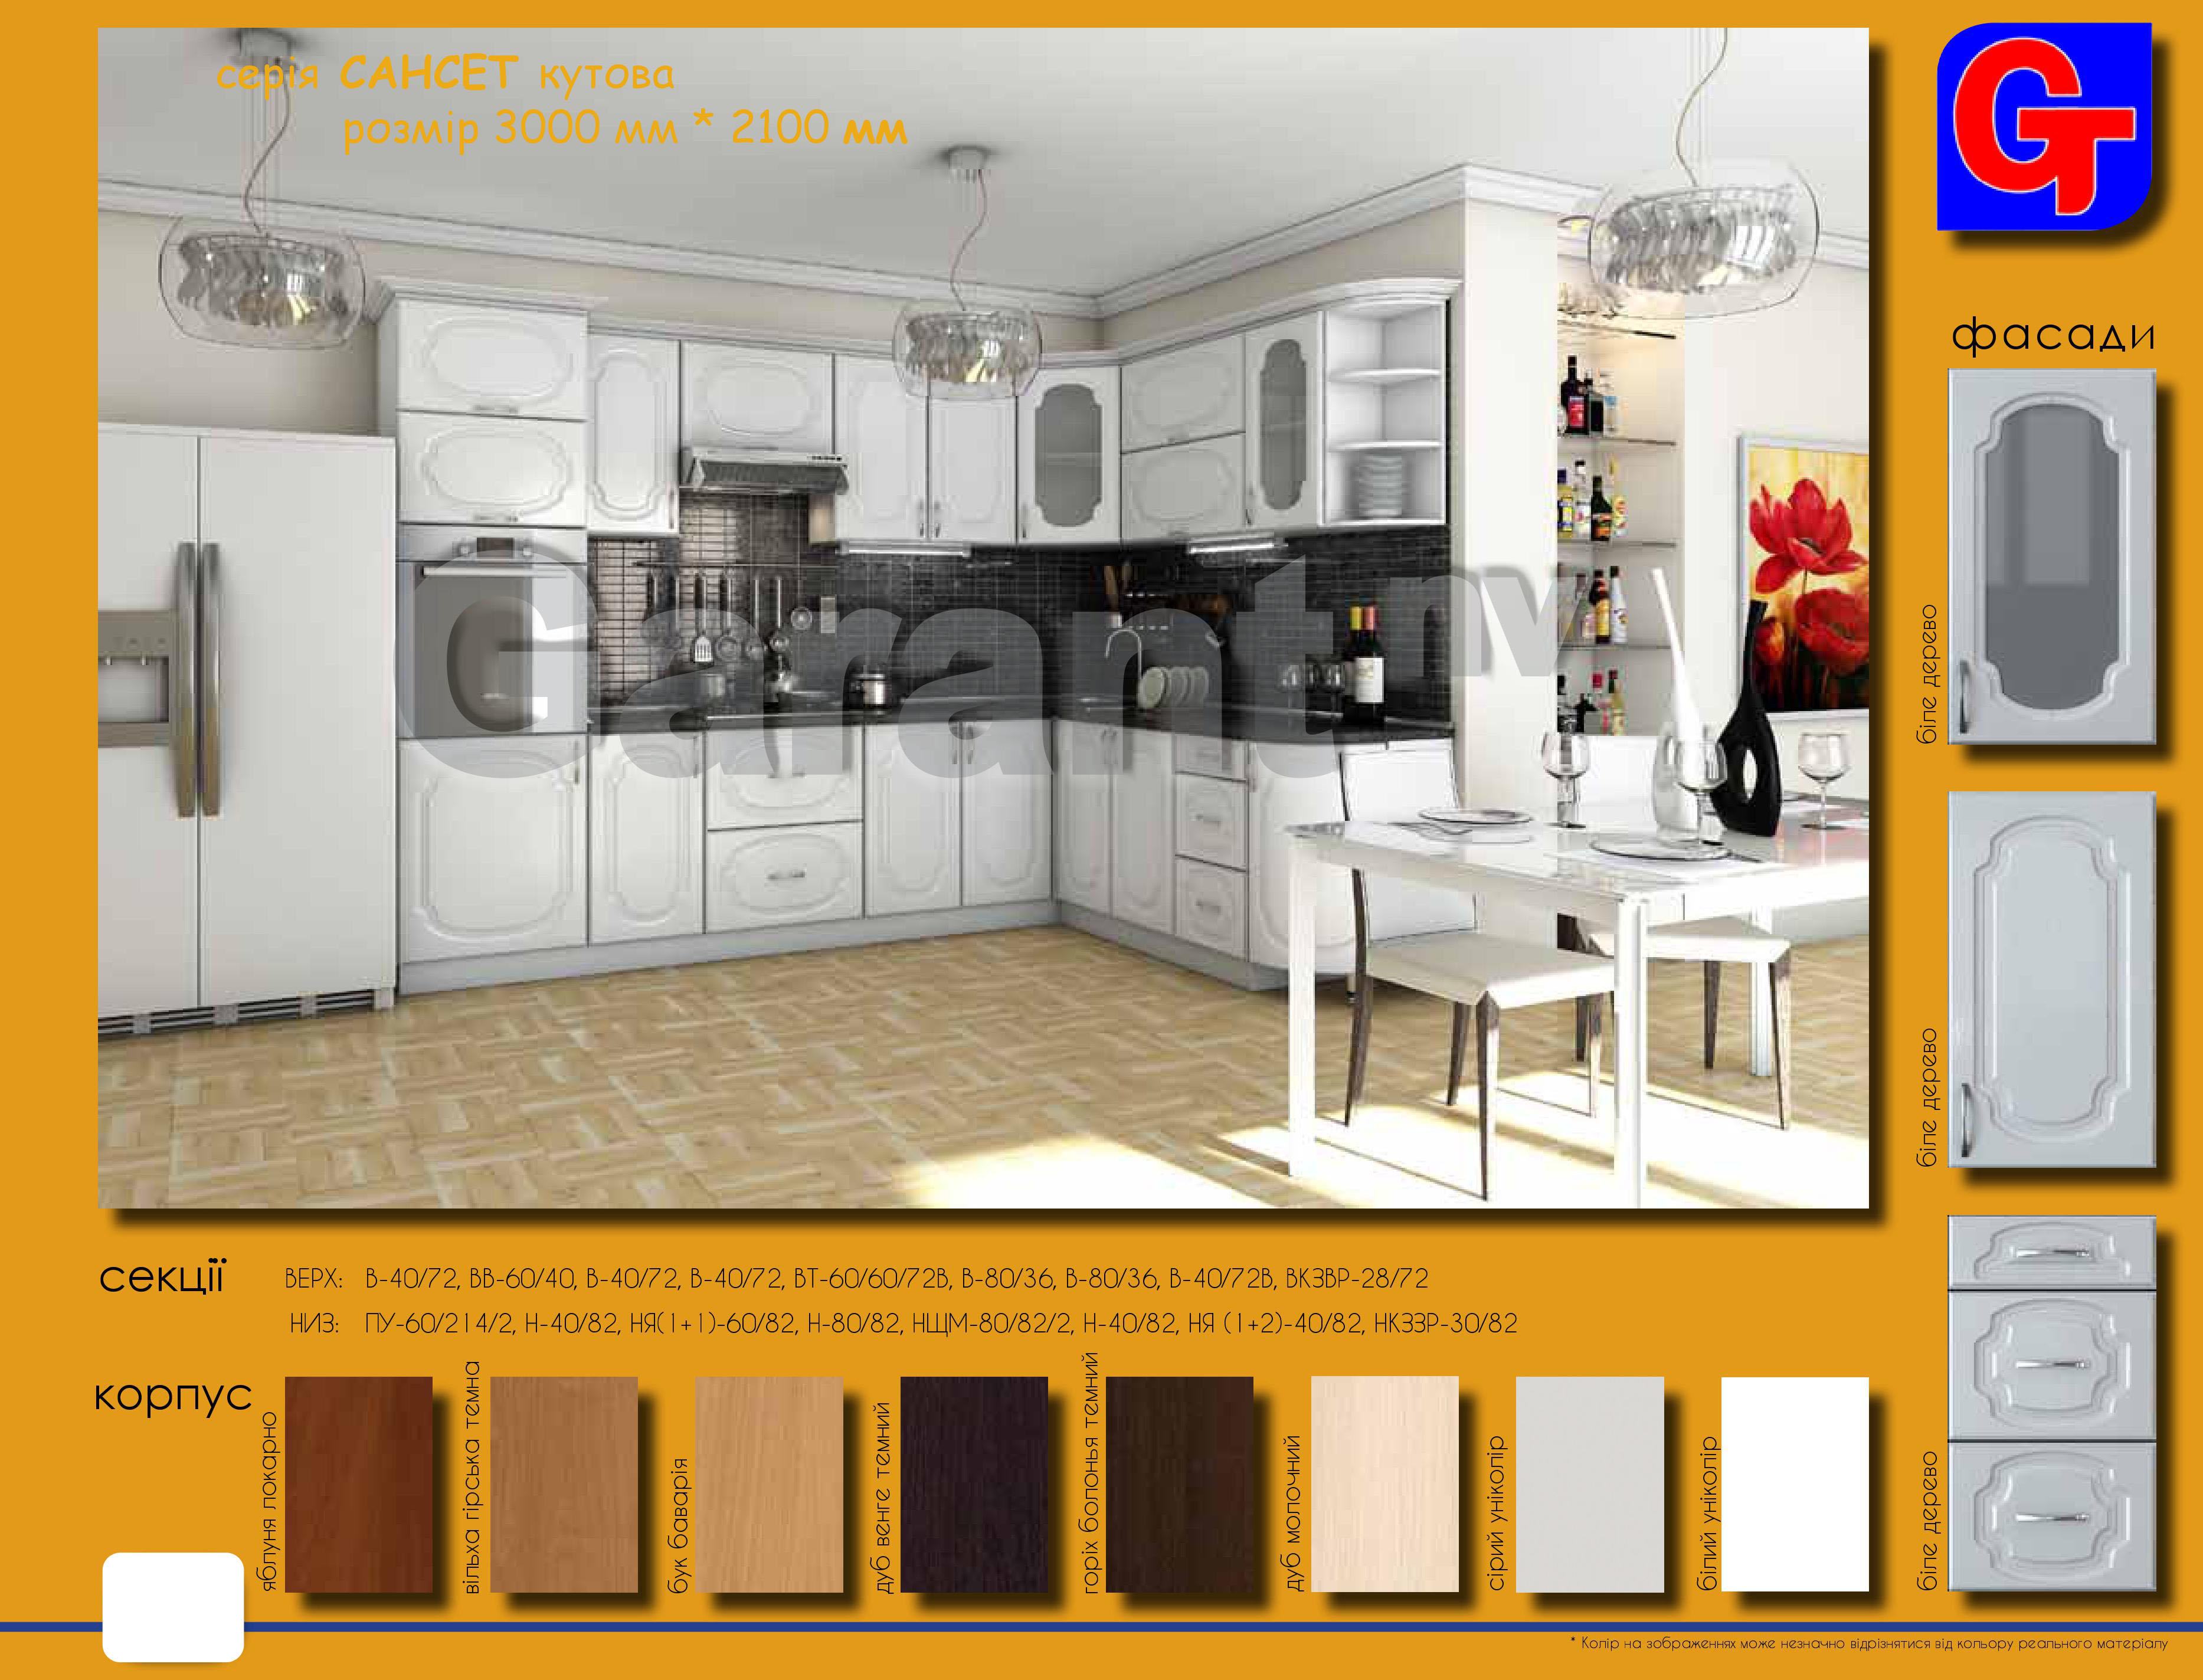 серія САНСЕТ кутова
розмір 3000 мм * 2100 мм
GT
фасади
біле дерево
біле дерево
біле дерево
Garant nv
секції
ВЕРХ: В-40/72, ВВ-60/40, В-40/72, В-40/72, ВТ-60/60/72В, В-80/36, В-80/36, В-40/72В, ВКЗВР-28/72
НИЗ: ПУ-60/214/2, Н-40/82, НЯ(1+1)-60/82, Н-80/82, НЩМ-80/82/2, Н-40/82, НЯ (1+2)-40/82, НКЗЗР-30/82
корпус
яблуня локарно
вільха гірська темна
бук баварія
дуб венге темний
горіх болонья темний
дуб молочний
сірий уніколір
білий уніколір
* Колір на зображеннях може незначно відрізнятися від кольору реального матеріалу